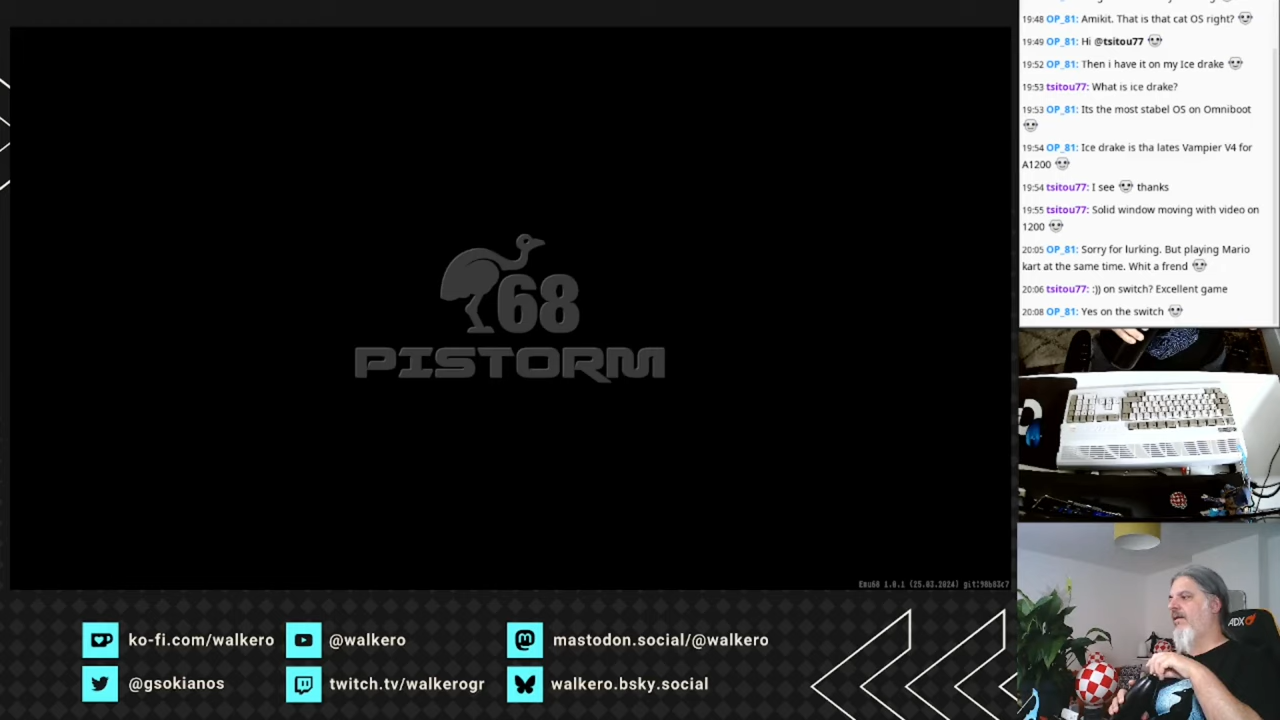 19:48 OP_81: Amikit. That is that cat OS right?
19:49 OP_81: Hi @tsitou77
19:52 OP_81: Then i have it on my Ice drake
19:53 tsitou77: What is ice drake?
19:53 OP_81: Its the most stabel OS on Omniboot
19:54 OP_81: Ice drake is tha lates Vampier V4 for
A1200
19:54 tsitou77: I see thanks
19:55 tsitou77: Solid window moving with video on
1200
20:05 OP_81: Sorry for lurking. But playing Mario
kart at the same time. Whit a frend
20:06 tsitou77: :)) on switch? Excellent game
20:08 OP_81: Yes on the switch
68
PISTORM
ADX
ko-fi.com/walkero
@walkero
mastodon.social/@walkero
@gsokianos
twitch.tv/walkerogr
walkero.bsky.social